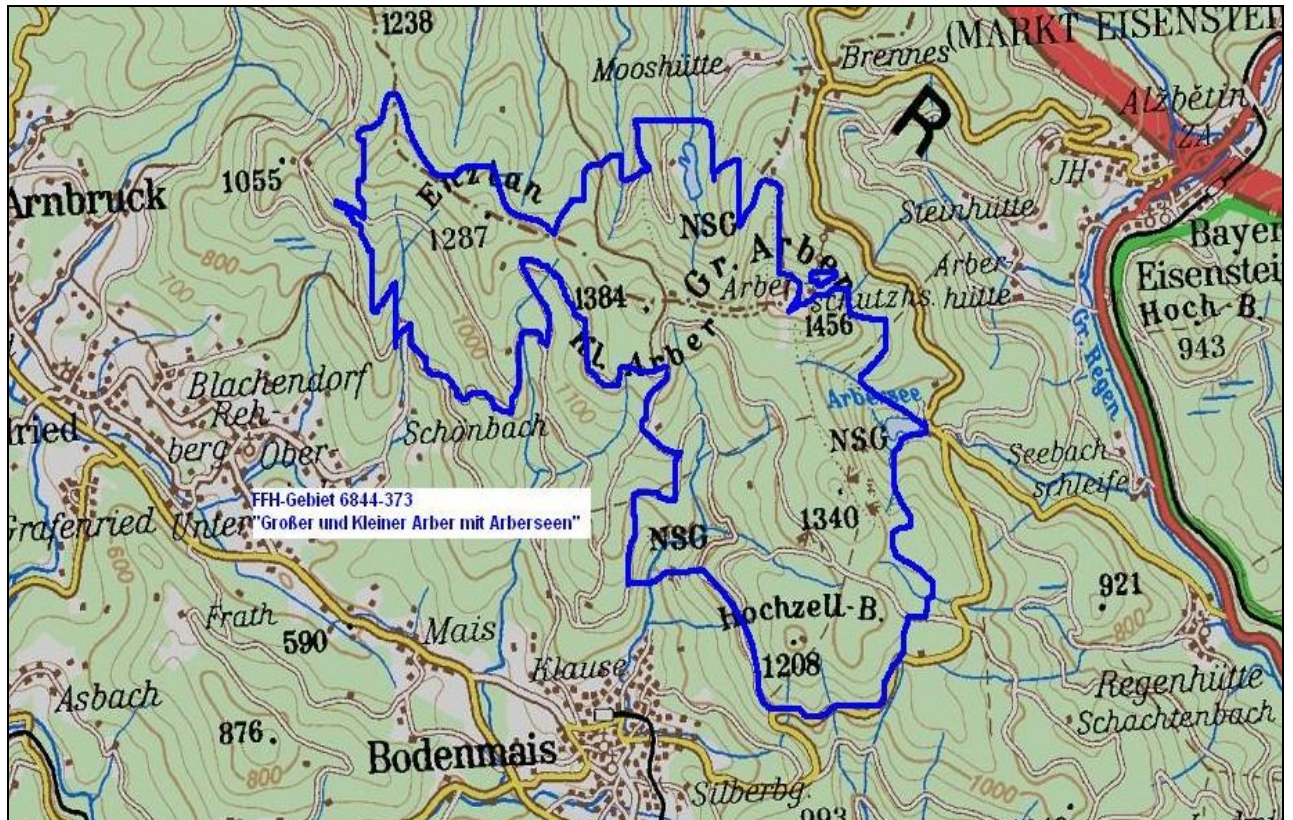 1238
(MARKT EISENSTEI
Brennes
Mooshütte
Alžbětín
ZA
R
JH
1055
Arnbruck
Enzian
NSG
Steinhütte
1287
Gr. Arber
Bayer
Eisenstei
Arber-
hütte
Arber
Schutzhs.
800
700
1384
1456
Hoch-B.
943
Gr. Regen
1000
Kl. Arber
Blachendorf
Reh-
berg
1100
Arbersee
ried
Schönbach
NSG
Ober-
Seebach-
schleife
FFH-Gebiet 6844-373
"Großer und Kleiner Arber mit Arberseen"
Grafenried
Unter
1340
NSG
600
921
800
Frath
590
Mais
Hochzell-B.
Klause
1208
Asbach
Regenhütte
Schachtenbach
876
800
Bodenmais
Silberbg.
1000
993